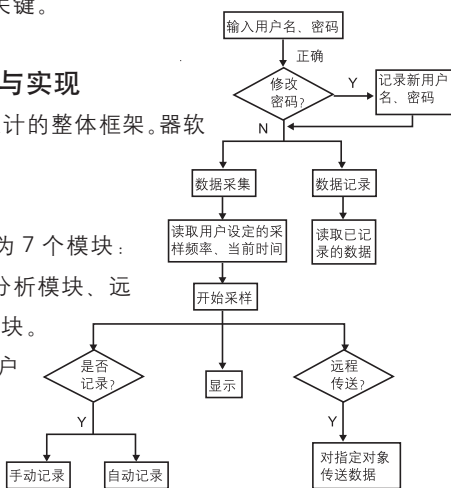 关键。
与实现
计的整体框架。器软
为 7 个模块：
分析模块、远
块。
户
输入用户名、密码
正确
修改
密码?
Y
记录新用户
名、密码
N
数据采集
数据记录
读取用户设定的采
样频率、当前时间
读取已记
录的数据
开始采样
是否
记录?
显示
远程
传送?
Y
Y
手动记录
自动记录
对指定对象
传送数据